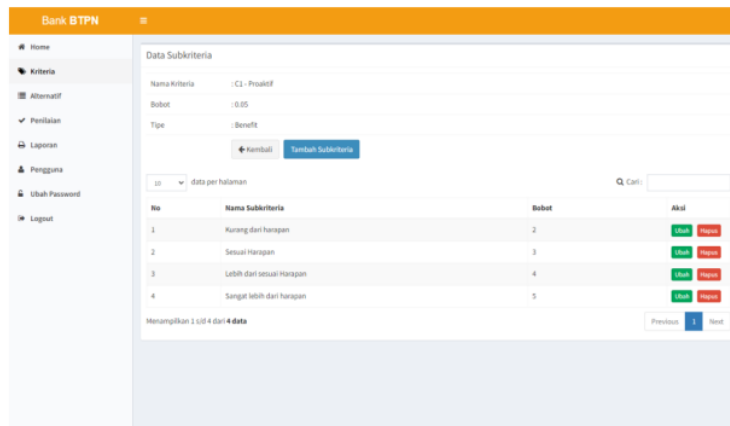 Bank BTPN
Home
Kriteria
Alternatif
Penilaian
Laporan
Pengguna
Ubah Password
Logout
Data Subkriteria
Nama Kriteria : C1 - Proaktif
Bobot : 0.05
Tipe : Benefit
Kembali Tambah Subkriteria
10 data per halaman Cari :
No Nama Subkriteria Bobot Aksi
1 Kurang dari harapan 2 Ubah Hapus
2 Sesuai Harapan 3 Ubah Hapus
3 Lebih dari sesuai Harapan 4 Ubah Hapus
4 Sangat lebih dari harapan 5 Ubah Hapus
Menampilkan 1 s/d 4 dari 4 data Previous 1 Next